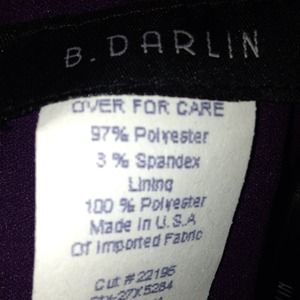 B. DARLIN
OVER FOR CARE
97% Polyester
3 % Spandex
Lining
100 % Polyester
Made in U.S.A
Of Imported Fabric
Cut # 22195